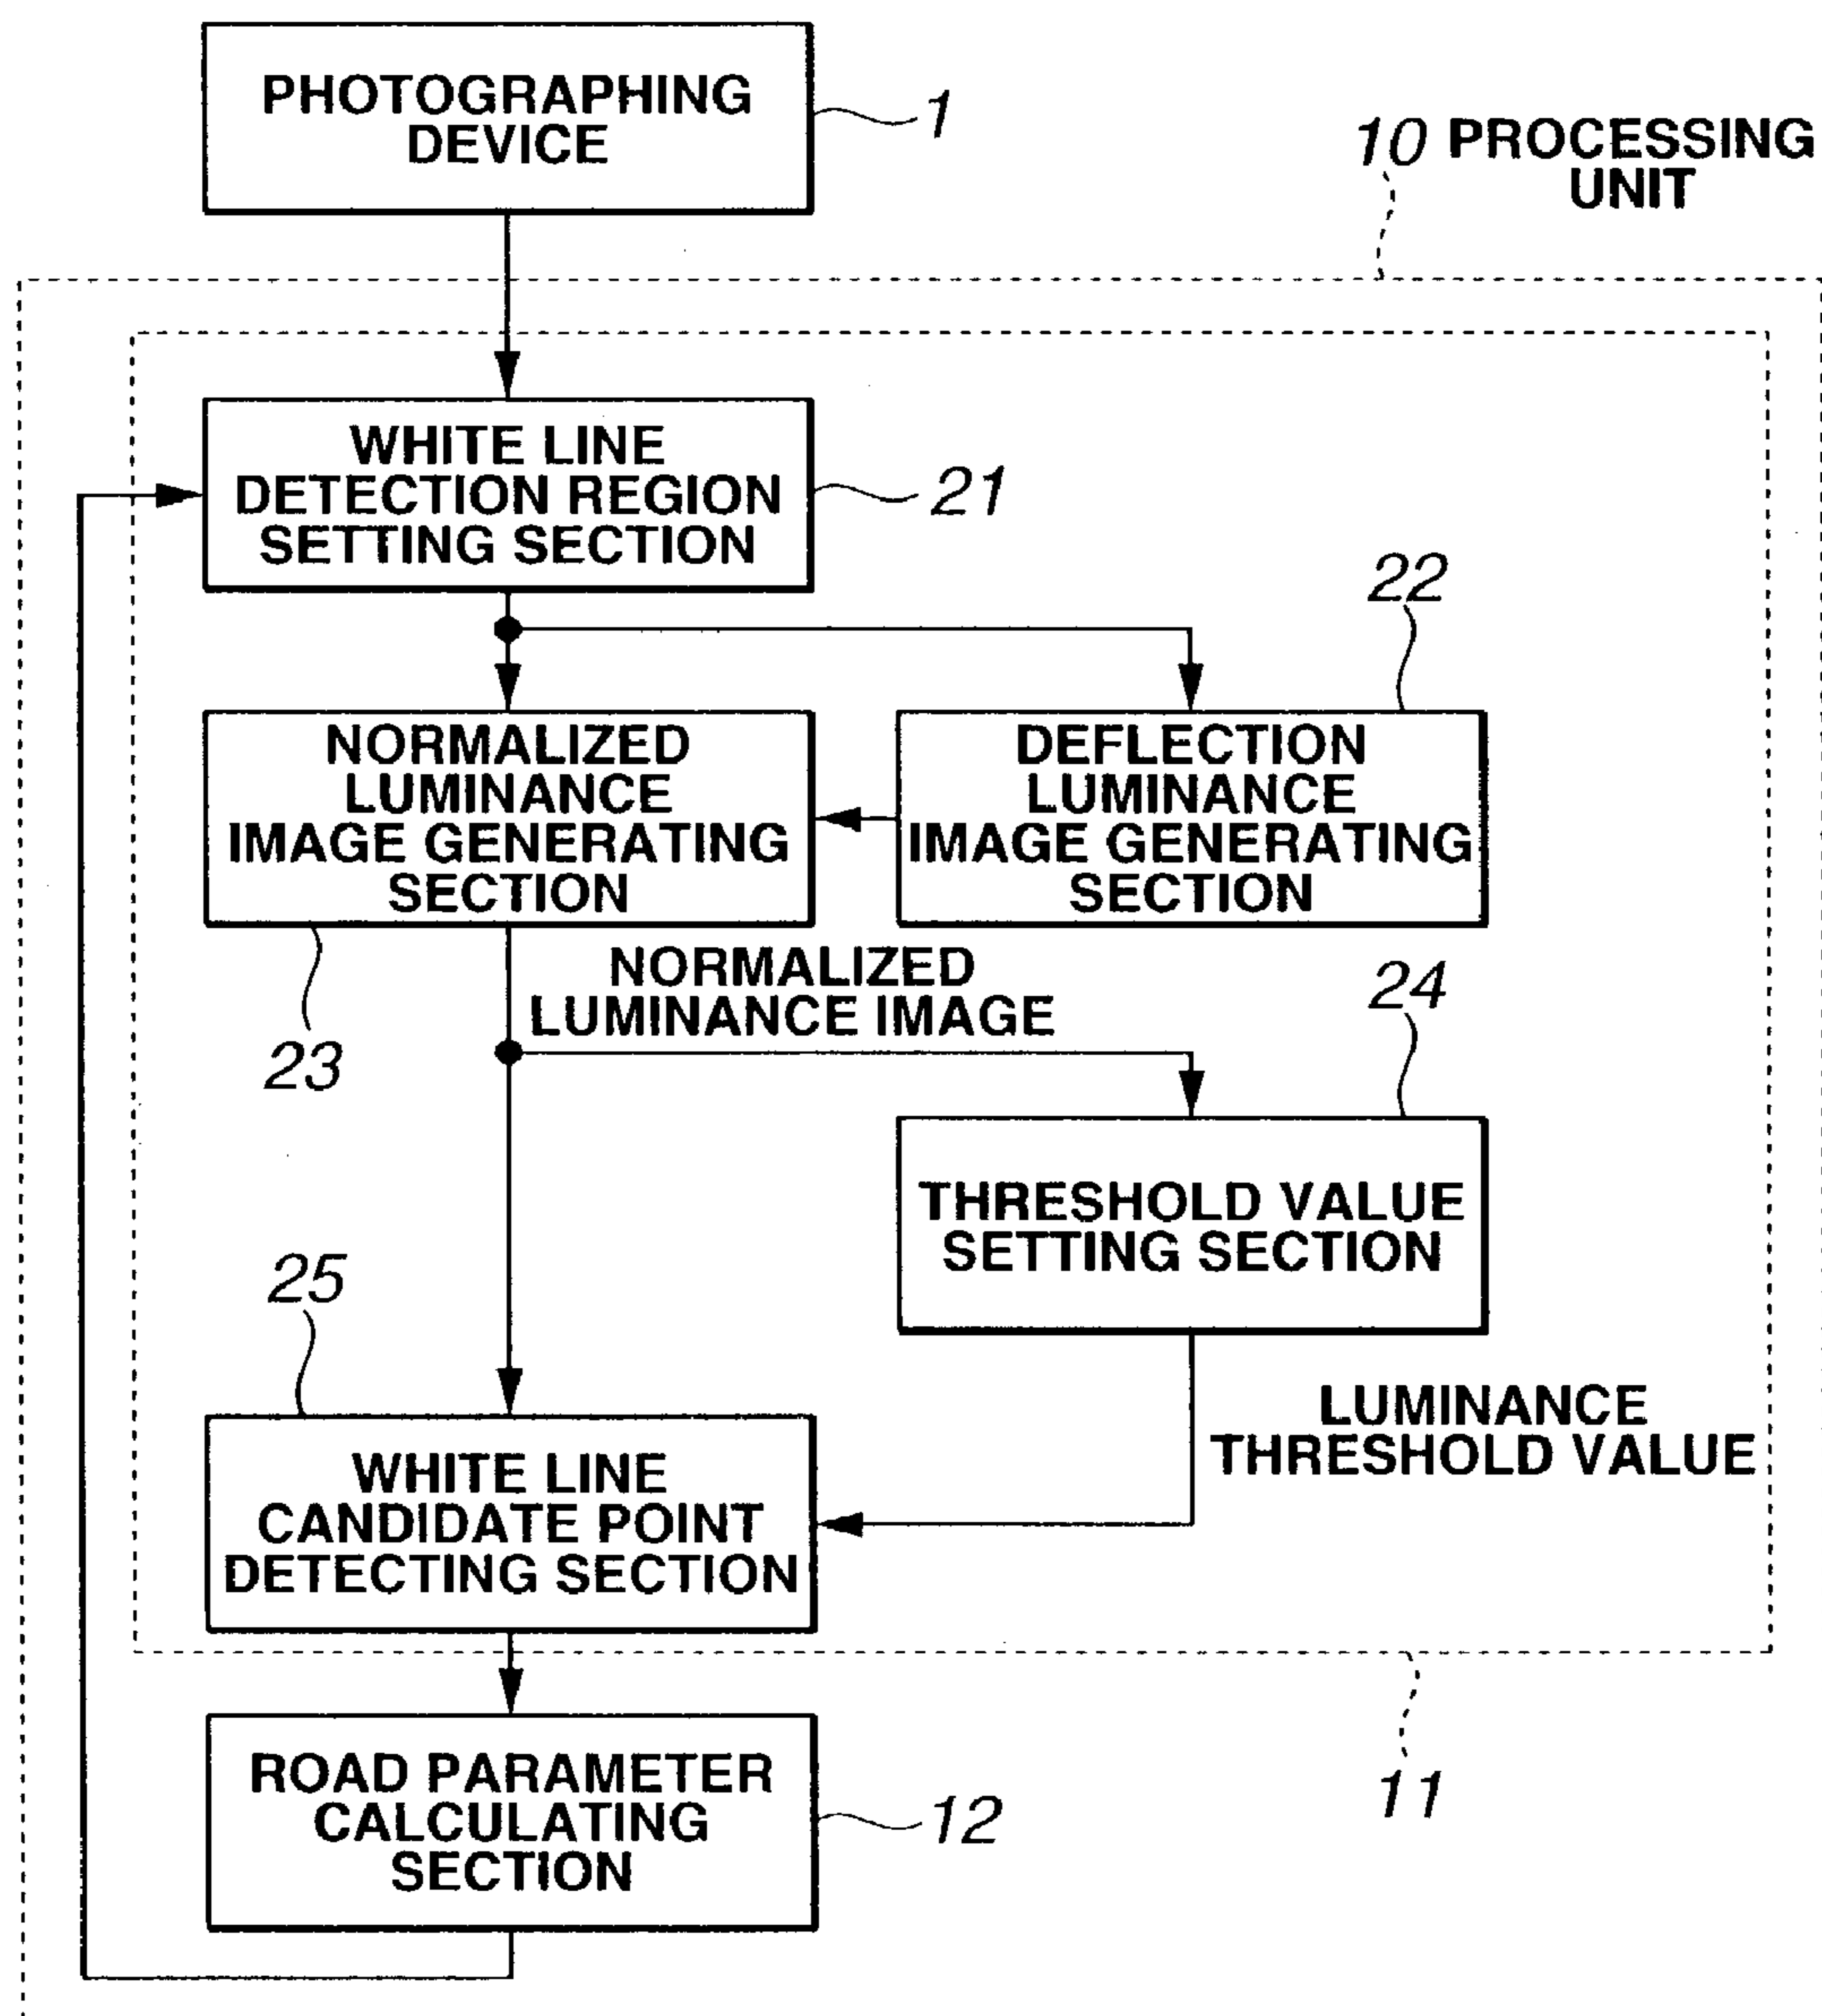 PHOTOGRAPHING
DEVICE
1
10 PROCESSING
UNIT
WHITE LINE
DETECTION REGION
SETTING SECTION
21
22
NORMALIZED
LUMINANCE
IMAGE GENERATING
SECTION
DEFLECTION
LUMINANCE
IMAGE GENERATING
SECTION
23
NORMALIZED
LUMINANCE IMAGE
24
THRESHOLD VALUE
SETTING SECTION
25
LUMINANCE
THRESHOLD VALUE
WHITE LINE
CANDIDATE POINT
DETECTING SECTION
11
ROAD PARAMETER
CALCULATING
SECTION
12